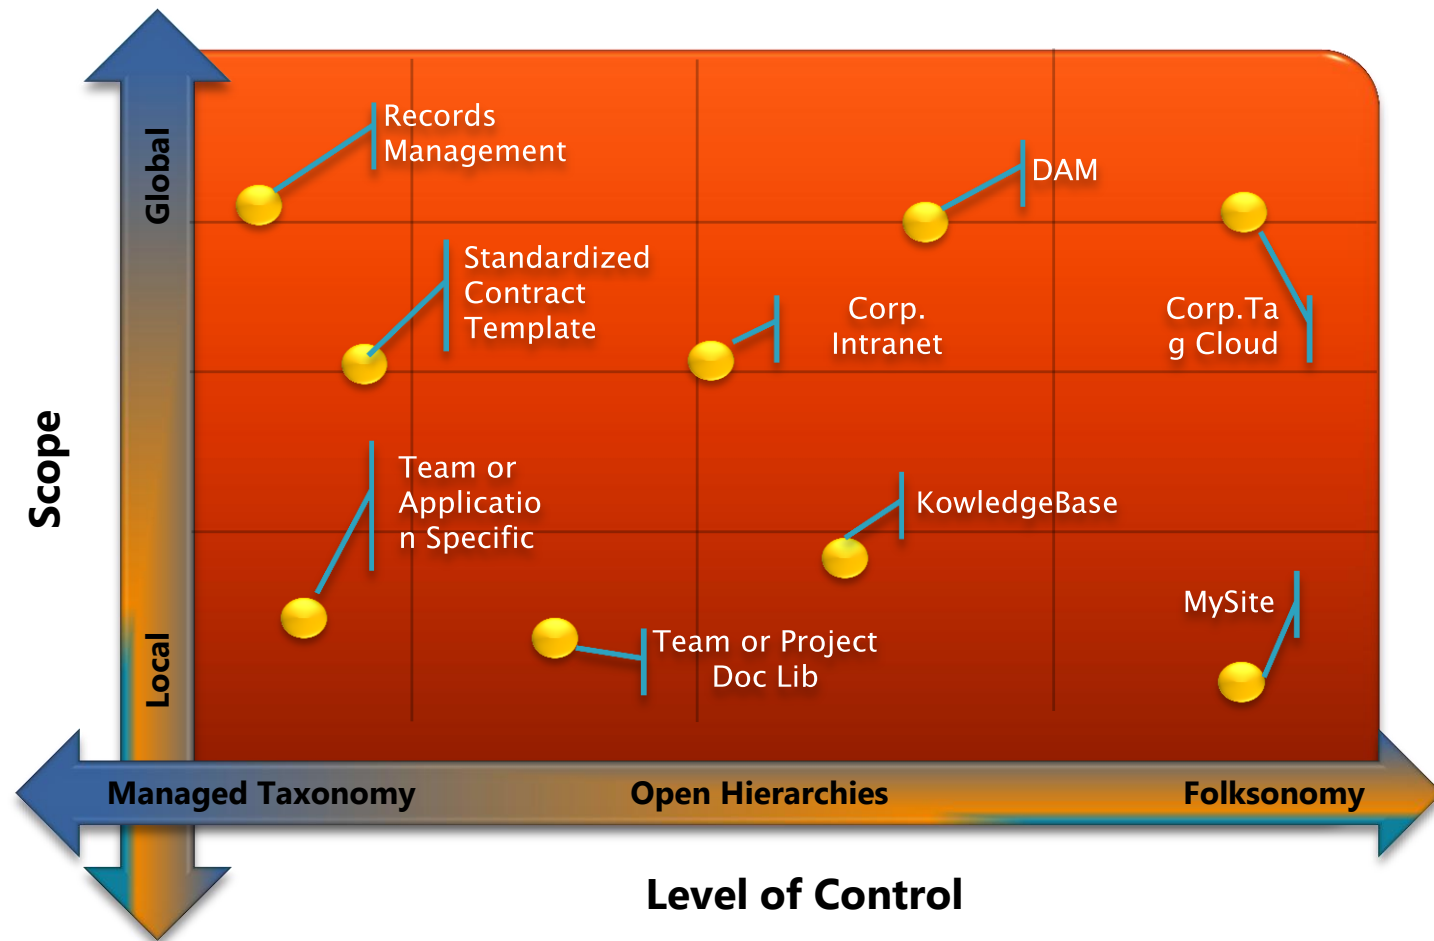 Records
Management
DAM
Global
Standardized
Contract
Template
Corp.
Intranet
Corp.Ta
g Cloud
Scope
Team or
Applicatio
n Specific
KowledgeBase
MySite
Local
Team or Project
Doc Lib
Managed Taxonomy
Open Hierarchies
Folksonomy
Level of Control